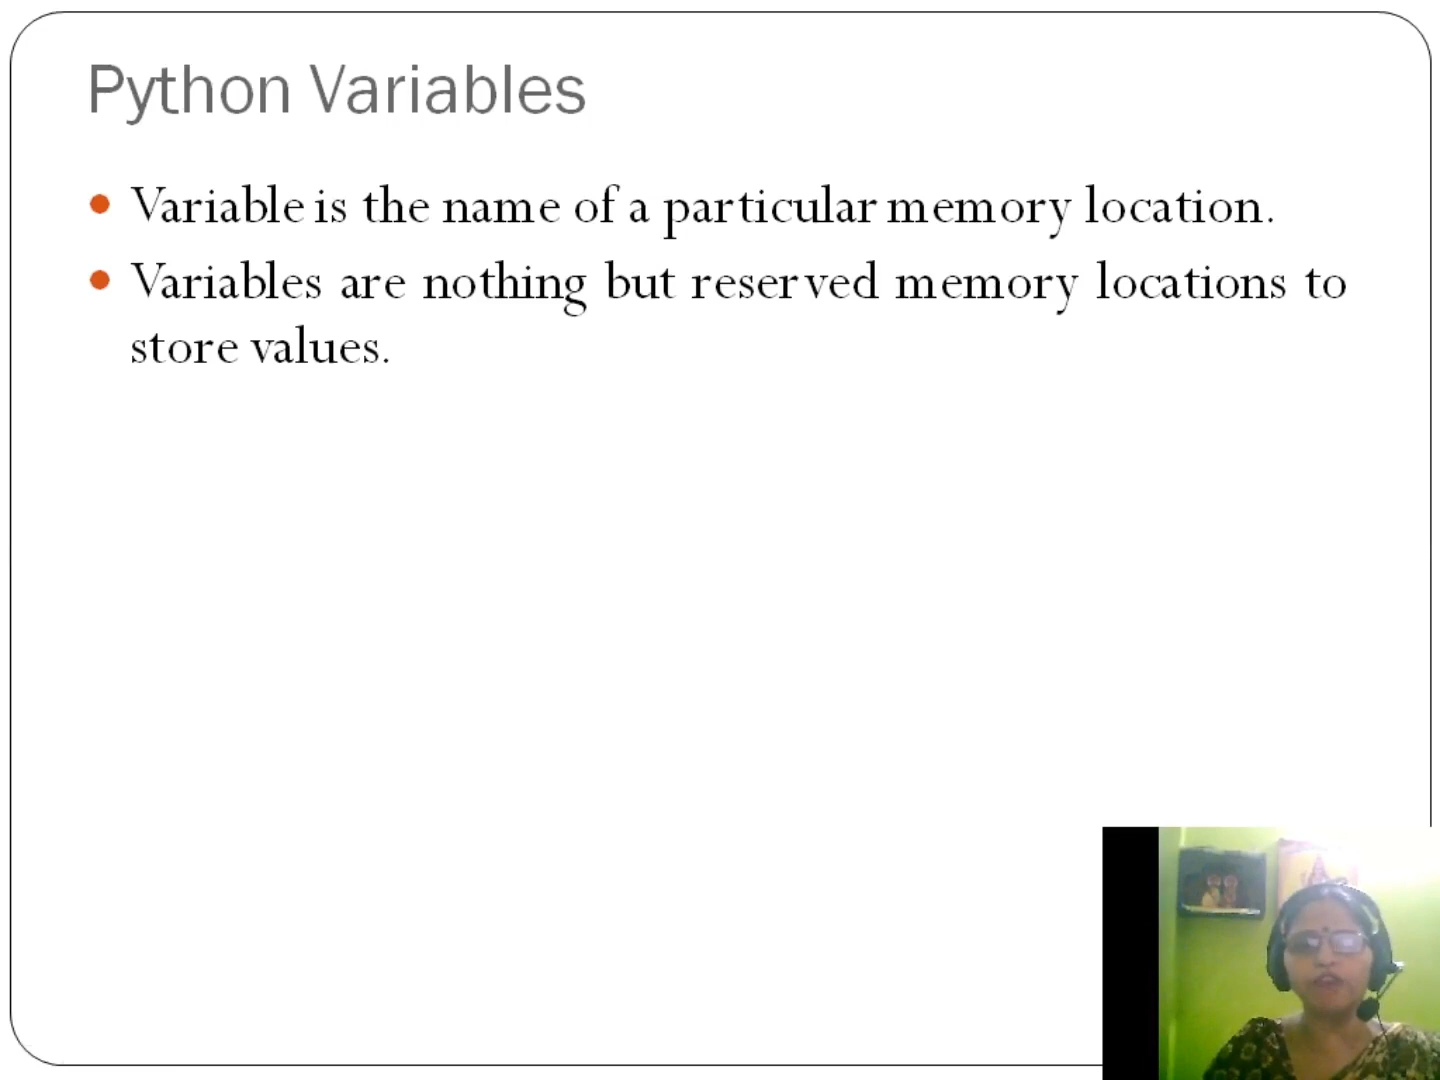 Python Variables
Variable is the name of a particular memory location.
Variables are nothing but reserved memory locations to
store values.